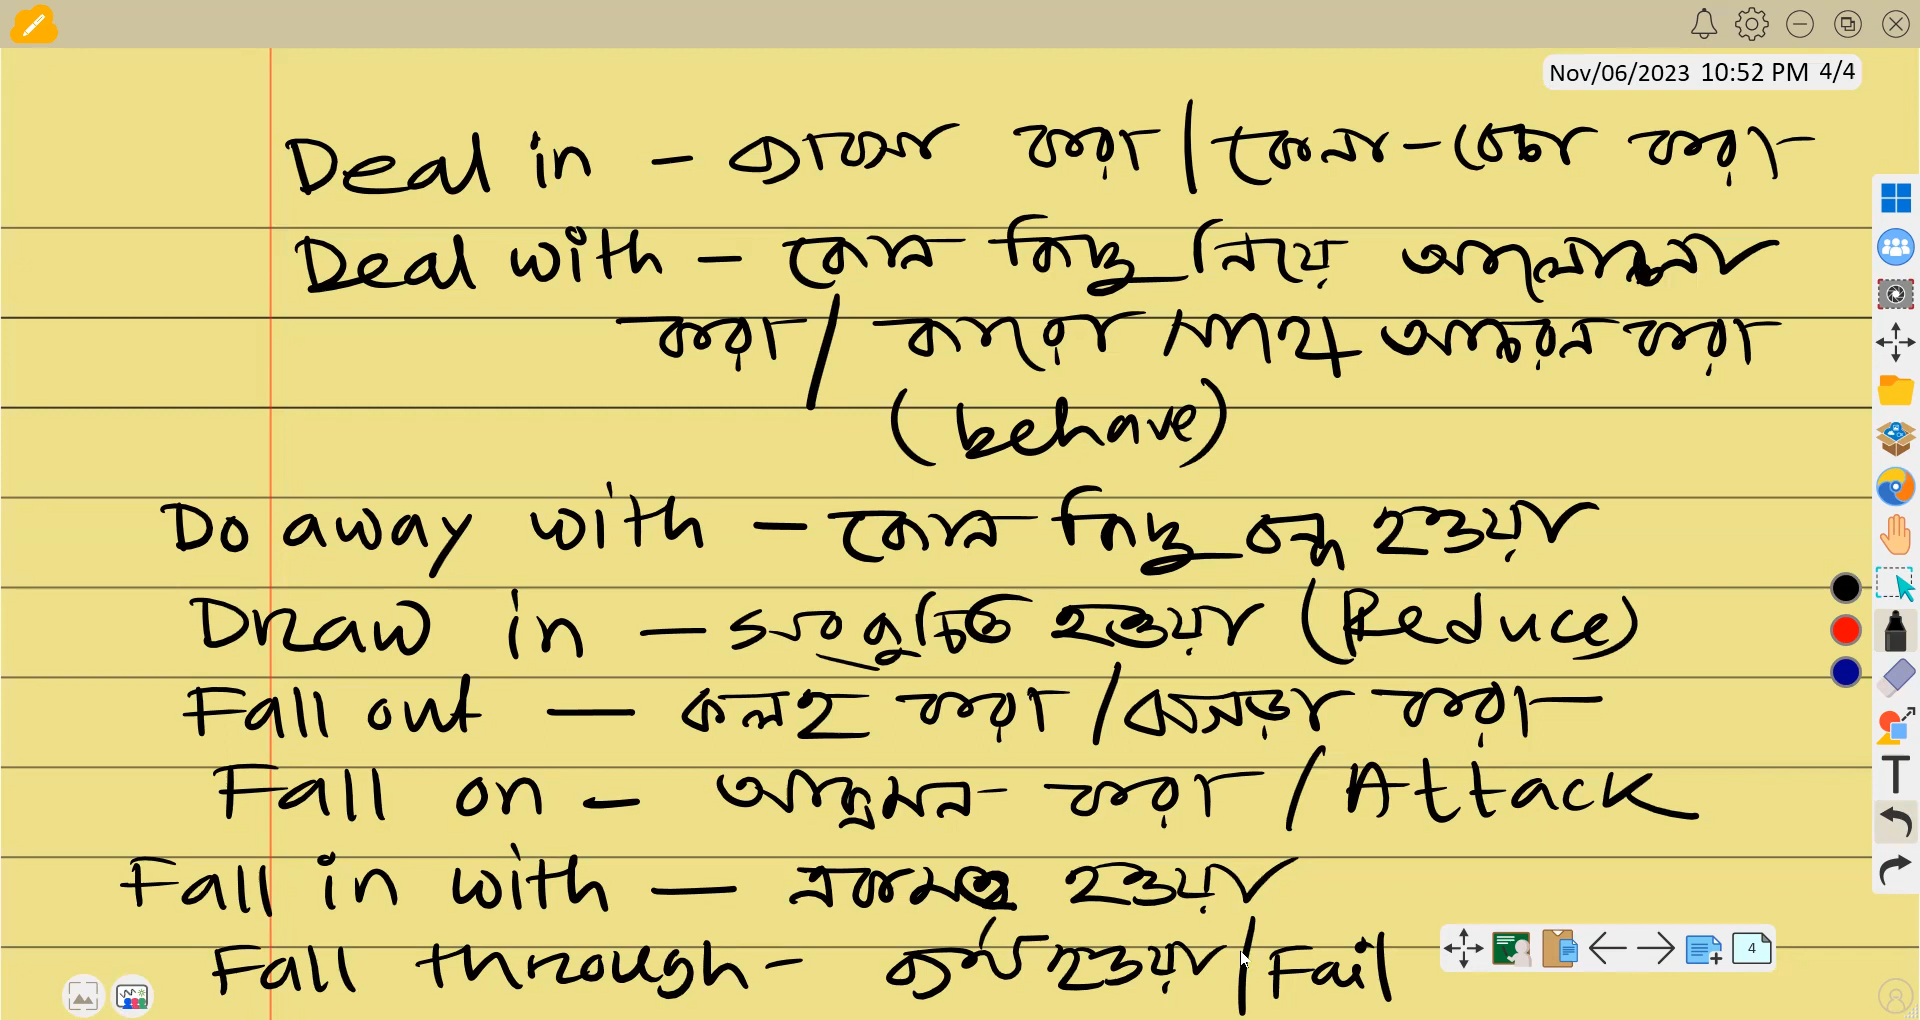 Nov/06/2023 10:52 PM 4/4
Deal in - ব্যবসা করা / কেনা-বেচা করা
Deal with - কোন কিছু নিয়ে আলোচনা
করা / কারো সাথে আচরন করা
(behave)
Do away with - কোন কিছু বন্ধ হওয়া
Draw in - সংকুচিত হওয়া (Reduce)
Fall out - কলহ করা / ঝগড়া করা
Fall on - আক্রমন করা / Attack
Fall in with - একমত হওয়া
Fall through - ব্যর্থ হওয়া / Fail
4